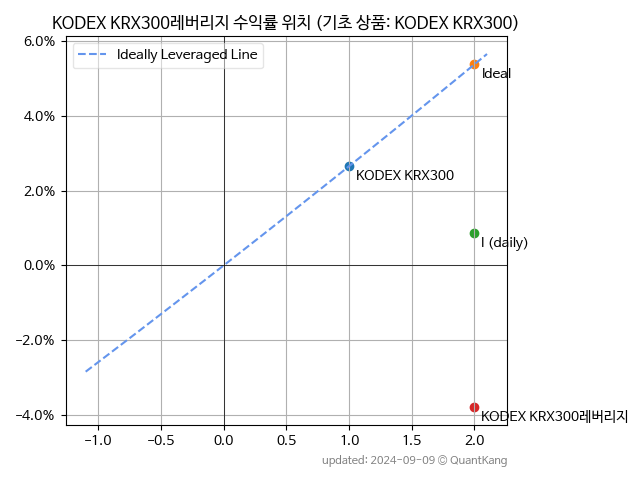 KODEX KRX300레버리지 수익률 위치 (기초 상품: KODEX KRX300)
6.0%
Ideally Leveraged Line
Ideal
4.0%
KODEX KRX300
2.0%
I (daily)
0.0%
−2.0%
−4.0%
KODEX KRX300레버리지
−1.0 −0.5 0.0 0.5 1.0 1.5 2.0
updated: 2024-09-09 © QuantKang